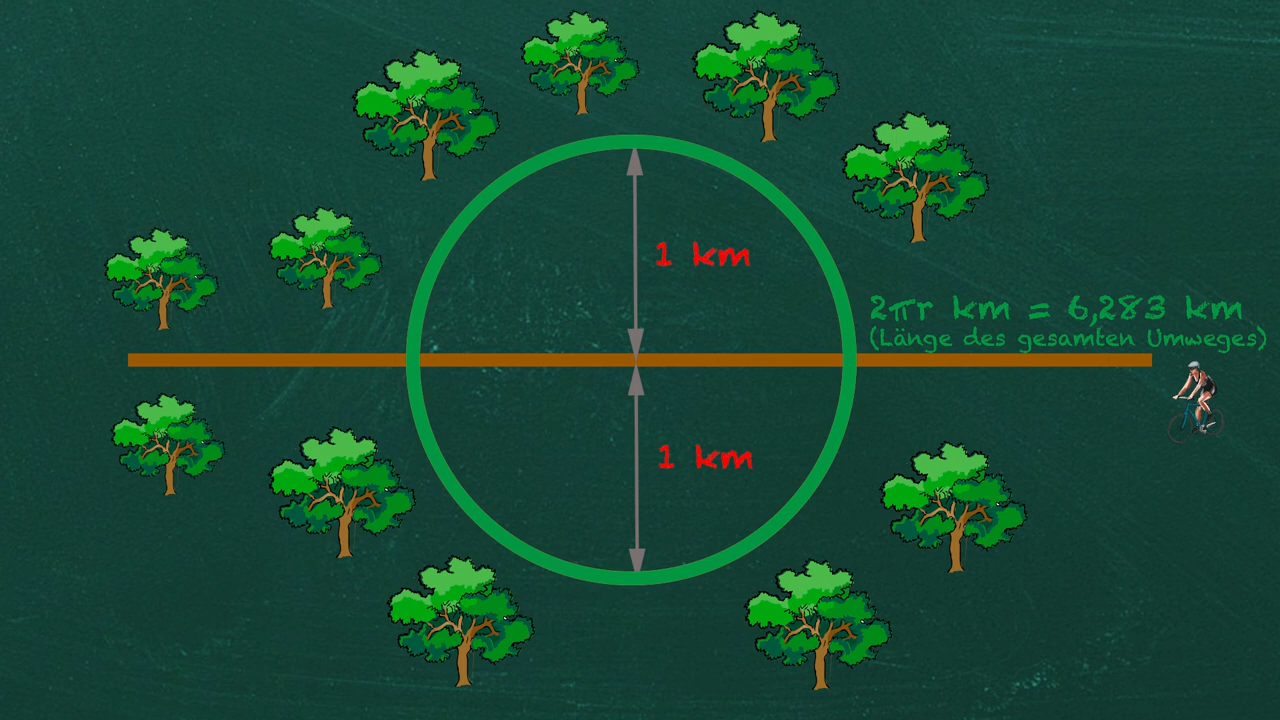 1 km
2πr km = 6,283 km
(Länge des gesamten Umweges)
1 km